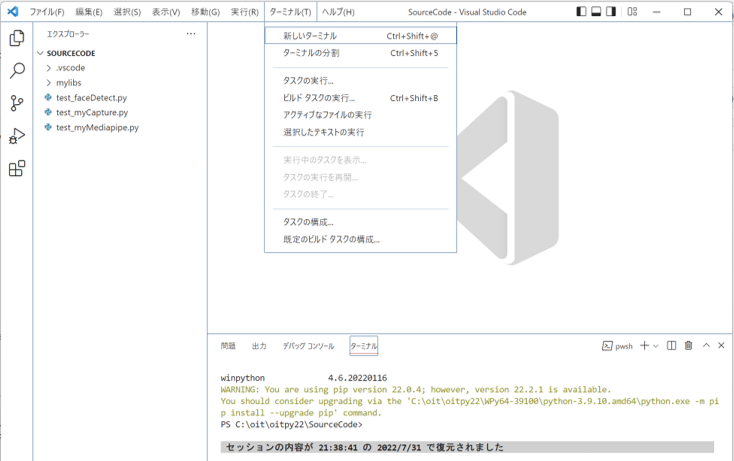 ファイル(F) 編集(E) 選択(S) 表示(V) 移動(G) 実行(R) ターミナル(T) ヘルプ(H) SourceCode - Visual Studio Code
エクスプローラー ...
SOURCECODE
.vscode
mylibs
test_faceDetect.py
test_myCapture.py
test_myMediapipe.py
新しいターミナル Ctrl+Shift+@
ターミナルの分割 Ctrl+Shift+5
タスクの実行...
ビルド タスクの実行... Ctrl+Shift+B
アクティブなファイルの実行
選択したテキストの実行
実行中のタスクを表示...
タスクの実行を再開...
タスクの終了...
タスクの構成...
既定のビルド タスクの構成...
問題 出力 デバッグ コンソール ターミナル pwsh
winpython 4.6.20220116
WARNING: You are using pip version 22.0.4; however, version 22.2.1 is available.
You should consider upgrading via the 'C:\oit\oitpy22\WPy64-39100\python-3.9.10.amd64\python.exe -m pi
p install --upgrade pip' command.
PS C:\oit\oitpy22\SourceCode>
セッションの内容が 21:38:41 の 2022/7/31 で復元されました